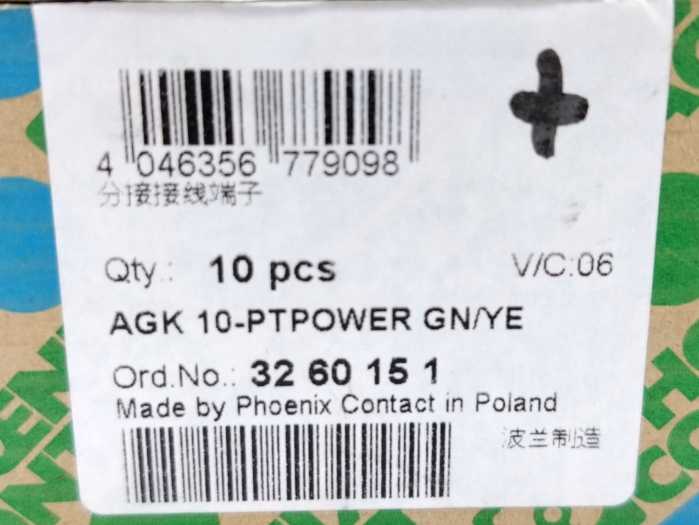 4 046356 779098
分接接线端子
Qty.: 10 pcs
V/C:06
AGK 10-PTPOWER GN/YE
Ord.No.: 32 60 15 1
Made by Phoenix Contact in Poland
波兰制造